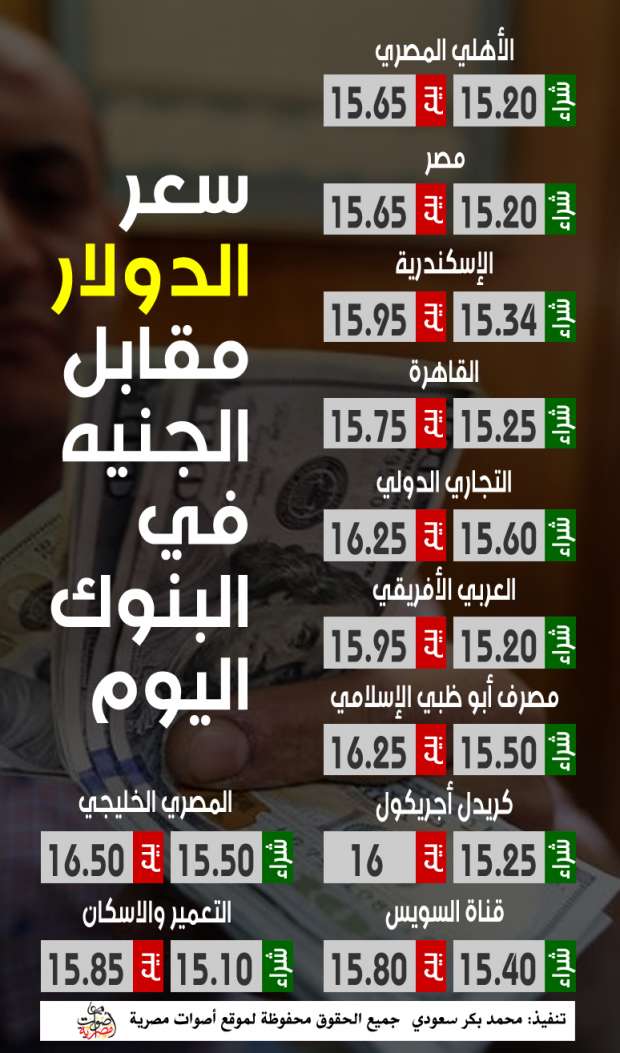 سعر
الدولار
مقابل
الجنيه
في
البنوك
اليوم
الأهلي المصري
شراء 15.20 بيع 15.65
مصر
شراء 15.20 بيع 15.65
الإسكندرية
شراء 15.34 بيع 15.95
القاهرة
شراء 15.25 بيع 15.75
التجاري الدولي
شراء 15.60 بيع 16.25
العربي الأفريقي
شراء 15.20 بيع 15.95
مصرف أبو ظبي الإسلامي
شراء 15.50 بيع 16.25
كريدل أجريكول
شراء 15.25 بيع 16
المصري الخليجي
شراء 15.50 بيع 16.50
قناة السويس
شراء 15.40 بيع 15.80
التعمير والاسكان
شراء 15.10 بيع 15.85
تنفيذ: محمد بكر سعودي جميع الحقوق محفوظة لموقع أصوات مصرية
أصوات
مصرية